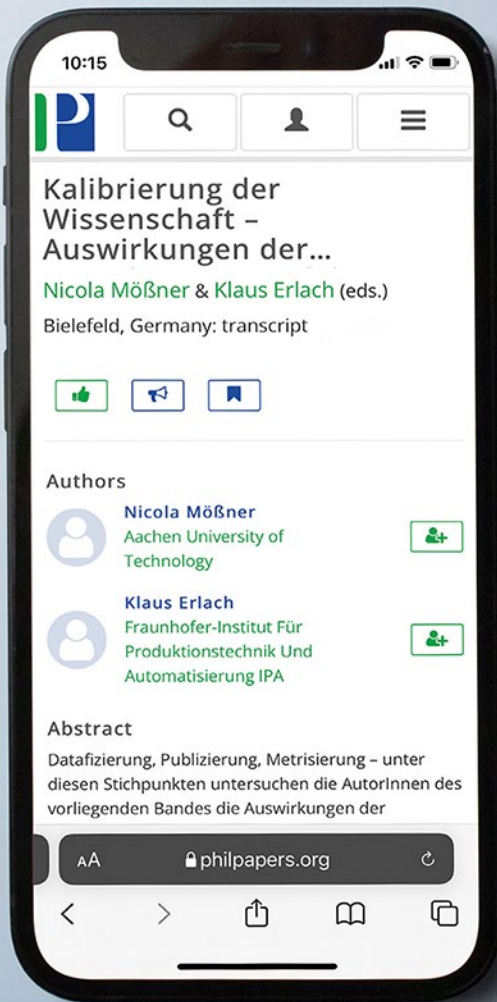 10:15
P
Kalibrierung der
Wissenschaft –
Auswirkungen der...
Nicola Mößner & Klaus Erlach (eds.)
Bielefeld, Germany: transcript
Authors
Nicola Mößner
Aachen University of
Technology
Klaus Erlach
Fraunhofer-Institut Für
Produktionstechnik Und
Automatisierung IPA
Abstract
Datafizierung, Publizierung, Metrisierung – unter
diesen Stichpunkten untersuchen die AutorInnen des
vorliegenden Bandes die Auswirkungen der
AA philpapers.org